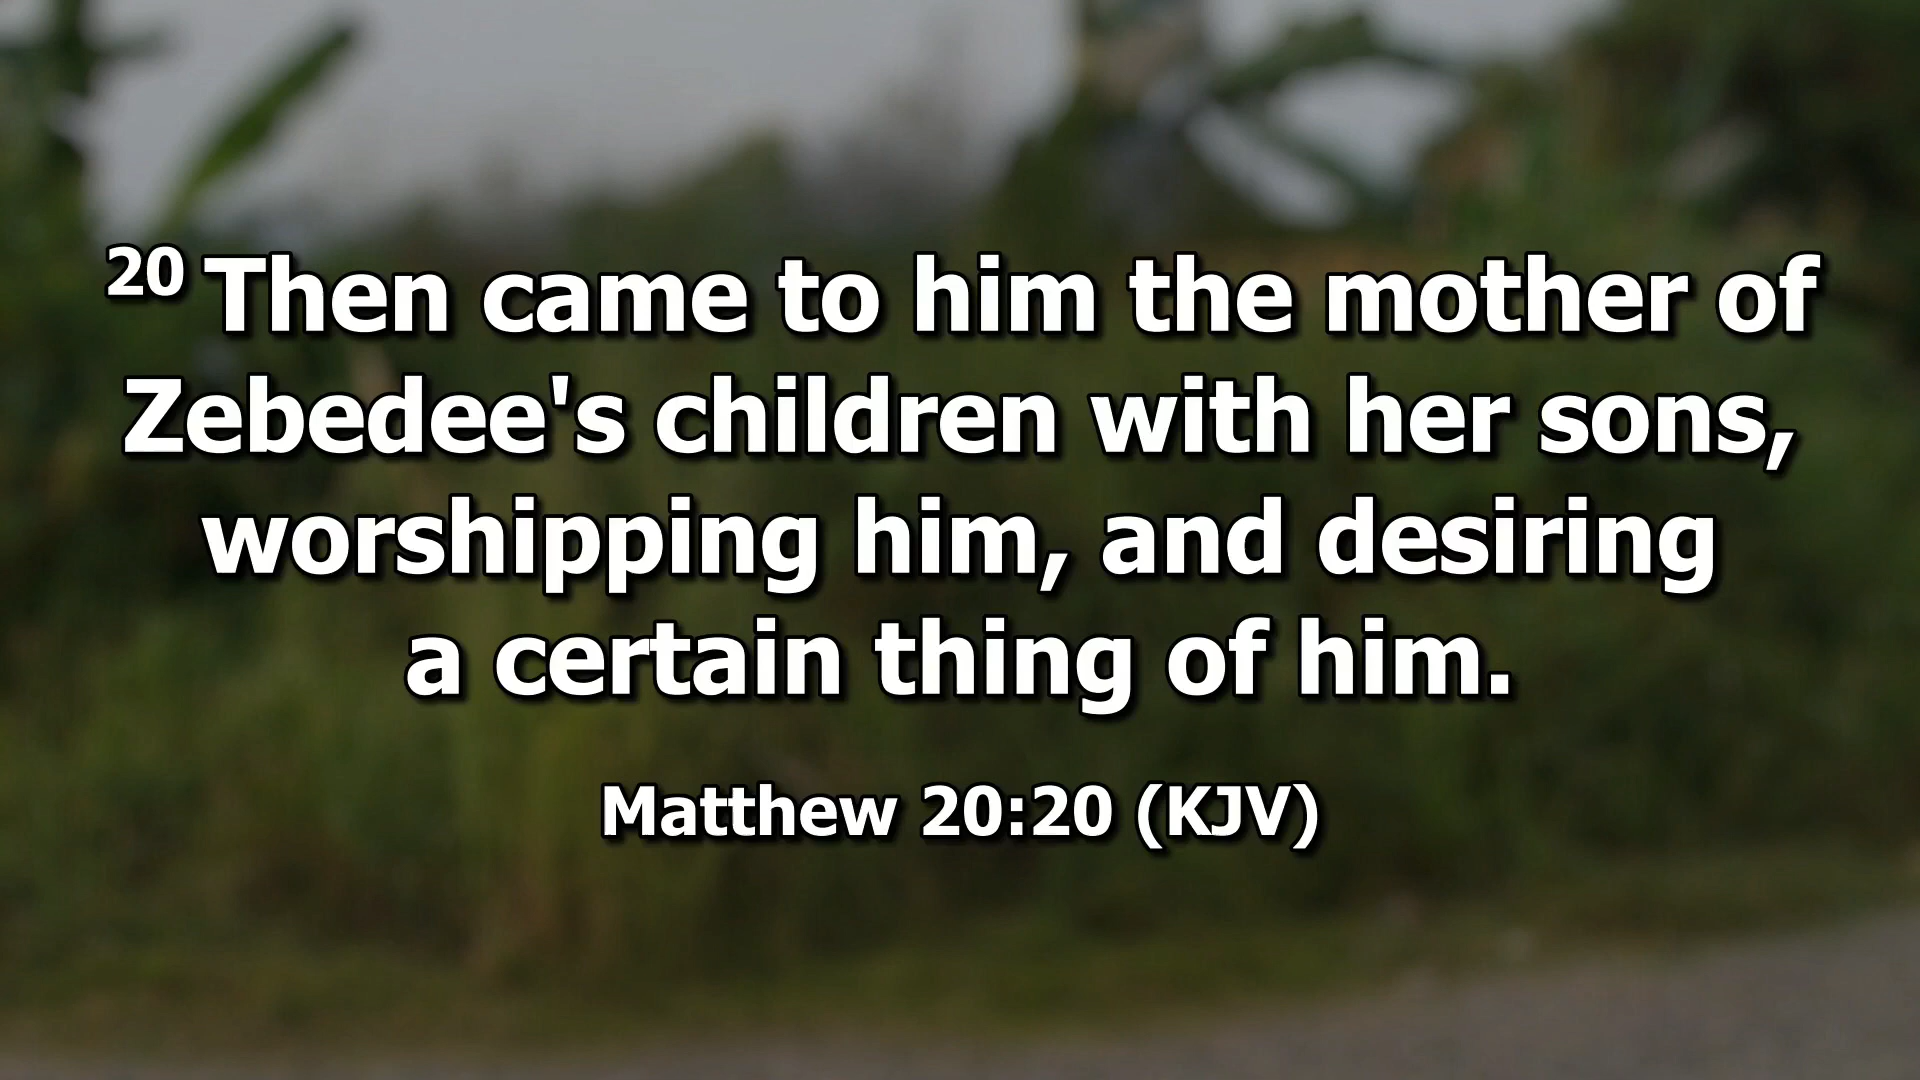 20 Then came to him the mother of
Zebedee's children with her sons,
worshipping him, and desiring
a certain thing of him.
Matthew 20:20 (KJV)